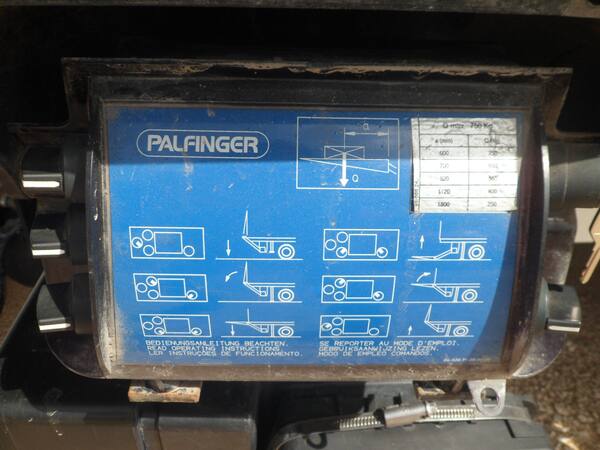 PALFINGER
a
Q
Q max. 750 Kg
a (mm)
600
700
1120
1800 250
BEDIENUNGSANLEITUNG BEACHTEN.
READ OPERATING INSTRUCTIONS
LER INSTRUÇÕES DE FUNCIONAMENTO.
SE REPORTER AU MODE D'EMPLOI.
GEBRUIKSAANWIJZING LEZEN.
MODO DE EMPLEO COMANDOS.